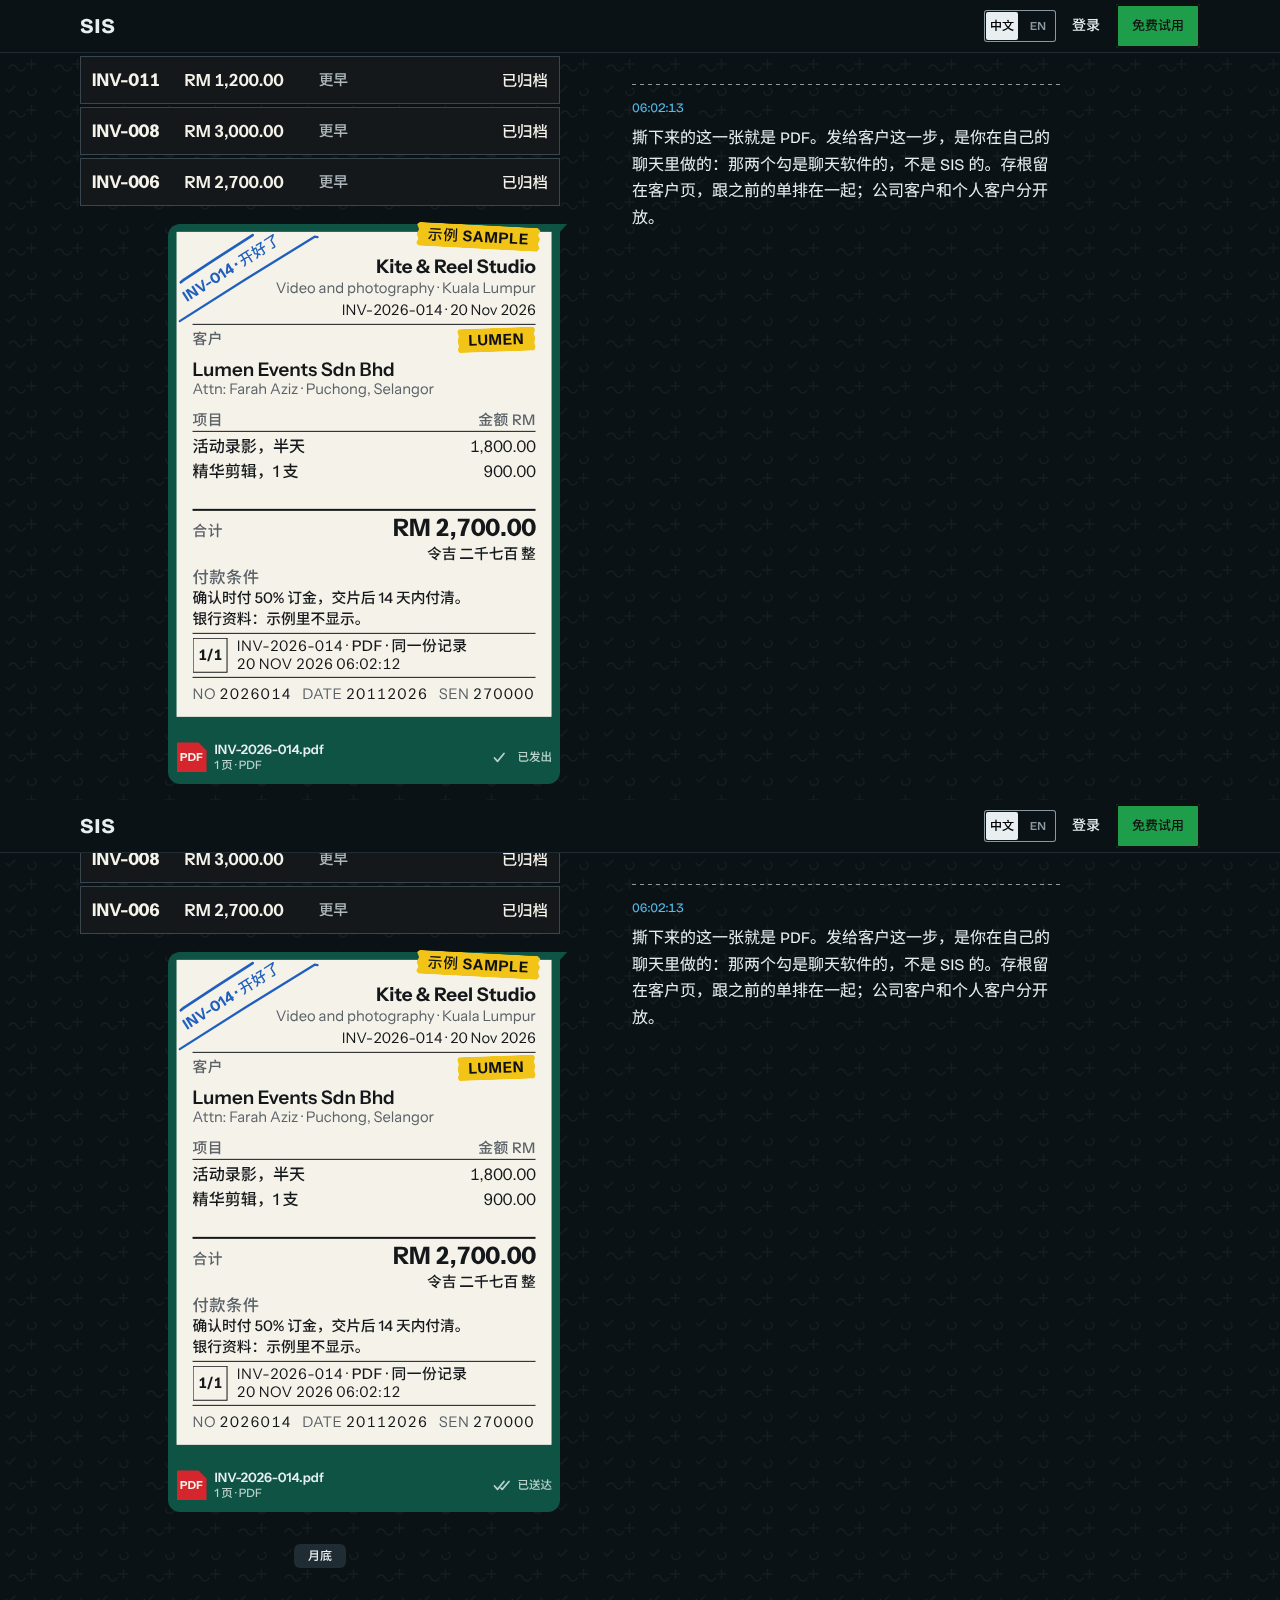 SIS
中文 EN 登录 免费试用
INV-011 RM 1,200.00 更早 已归档
INV-008 RM 3,000.00 更早 已归档
INV-006 RM 2,700.00 更早 已归档
06:02:13
撕下来的这一张就是 PDF。发给客户这一步，是你在自己的
聊天里做的：那两个勾是聊天软件的，不是 SIS 的。存根留
在客户页，跟之前的单排在一起；公司客户和个人客户分开
放。
示例 SAMPLE
INV-014 · 开好了
Kite & Reel Studio
Video and photography · Kuala Lumpur
INV-2026-014 · 20 Nov 2026
客户
LUMEN
Lumen Events Sdn Bhd
Attn: Farah Aziz · Puchong, Selangor
项目 金额 RM
活动录影，半天 1,800.00
精华剪辑，1 支 900.00
合计 RM 2,700.00
令吉 二千七百 整
付款条件
确认时付 50% 订金，交片后 14 天内付清。
银行资料：示例里不显示。
1/1
INV-2026-014 · PDF · 同一份记录
20 NOV 2026 06:02:12
NO 2026014 DATE 20112026 SEN 270000
PDF
INV-2026-014.pdf
1 页 · PDF
已发出
SIS
中文 EN 登录 免费试用
INV-008 RM 3,000.00 更早 已归档
INV-006 RM 2,700.00 更早 已归档
06:02:13
撕下来的这一张就是 PDF。发给客户这一步，是你在自己的
聊天里做的：那两个勾是聊天软件的，不是 SIS 的。存根留
在客户页，跟之前的单排在一起；公司客户和个人客户分开
放。
示例 SAMPLE
INV-014 · 开好了
Kite & Reel Studio
Video and photography · Kuala Lumpur
INV-2026-014 · 20 Nov 2026
客户
LUMEN
Lumen Events Sdn Bhd
Attn: Farah Aziz · Puchong, Selangor
项目 金额 RM
活动录影，半天 1,800.00
精华剪辑，1 支 900.00
合计 RM 2,700.00
令吉 二千七百 整
付款条件
确认时付 50% 订金，交片后 14 天内付清。
银行资料：示例里不显示。
1/1
INV-2026-014 · PDF · 同一份记录
20 NOV 2026 06:02:12
NO 2026014 DATE 20112026 SEN 270000
PDF
INV-2026-014.pdf
1 页 · PDF
已送达
月底